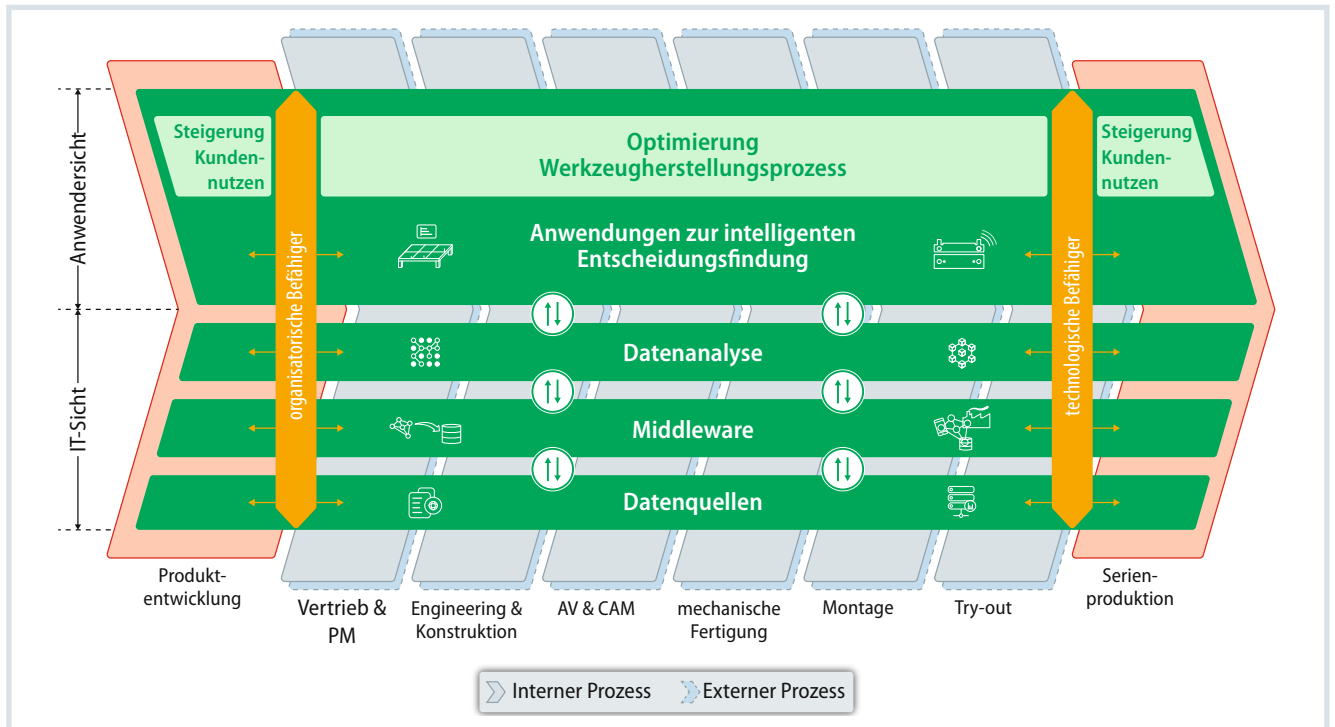 Anwendersicht
IT-Sicht
Steigerung
Kunden-
nutzen
Optimierung
Werkzeugherstellungsprozess
Steigerung
Kunden-
nutzen
organisatorische Befähiger
technologische Befähiger
Anwendungen zur intelligenten
Entscheidungsfindung
Datenanalyse
Middleware
Datenquellen
Produkt-
entwicklung
Vertrieb &
PM
Engineering &
Konstruktion
AV & CAM
mechanische
Fertigung
Montage
Try-out
Serien-
produktion
Interner Prozess
Externer Prozess